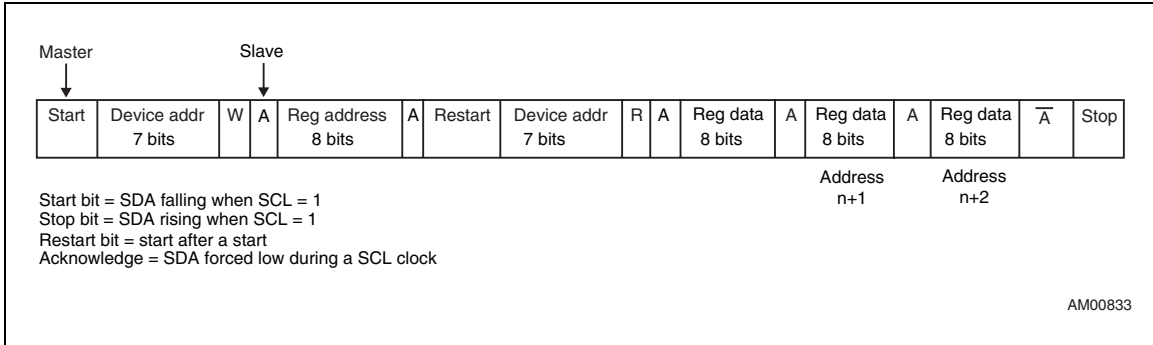 Master Slave
Start Device addr W A Reg address A Restart Device addr R A Reg data A Reg data A Reg data A̅ Stop
7 bits 8 bits 7 bits 8 bits 8 bits 8 bits
Address Address
n+1 n+2
Start bit = SDA falling when SCL = 1
Stop bit = SDA rising when SCL = 1
Restart bit = start after a start
Acknowledge = SDA forced low during a SCL clock
AM00833